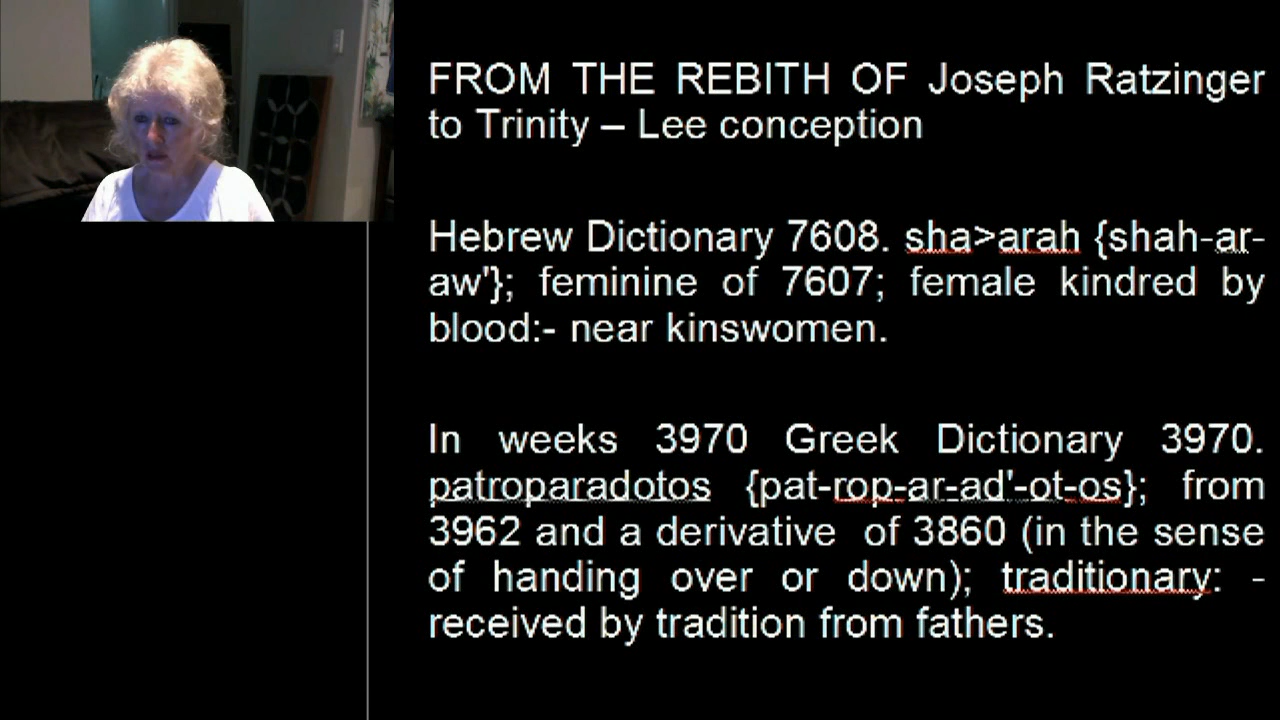 FROM THE REBITH OF Joseph Ratzinger
to Trinity – Lee conception
Hebrew Dictionary 7608. sha>arah {shah-ar-
aw'}; feminine of 7607; female kindred by
blood:- near kinswomen.
In weeks 3970 Greek Dictionary 3970.
patroparadotos {pat-rop-ar-ad'-ot-os}; from
3962 and a derivative of 3860 (in the sense
of handing over or down); traditionary: -
received by tradition from fathers.